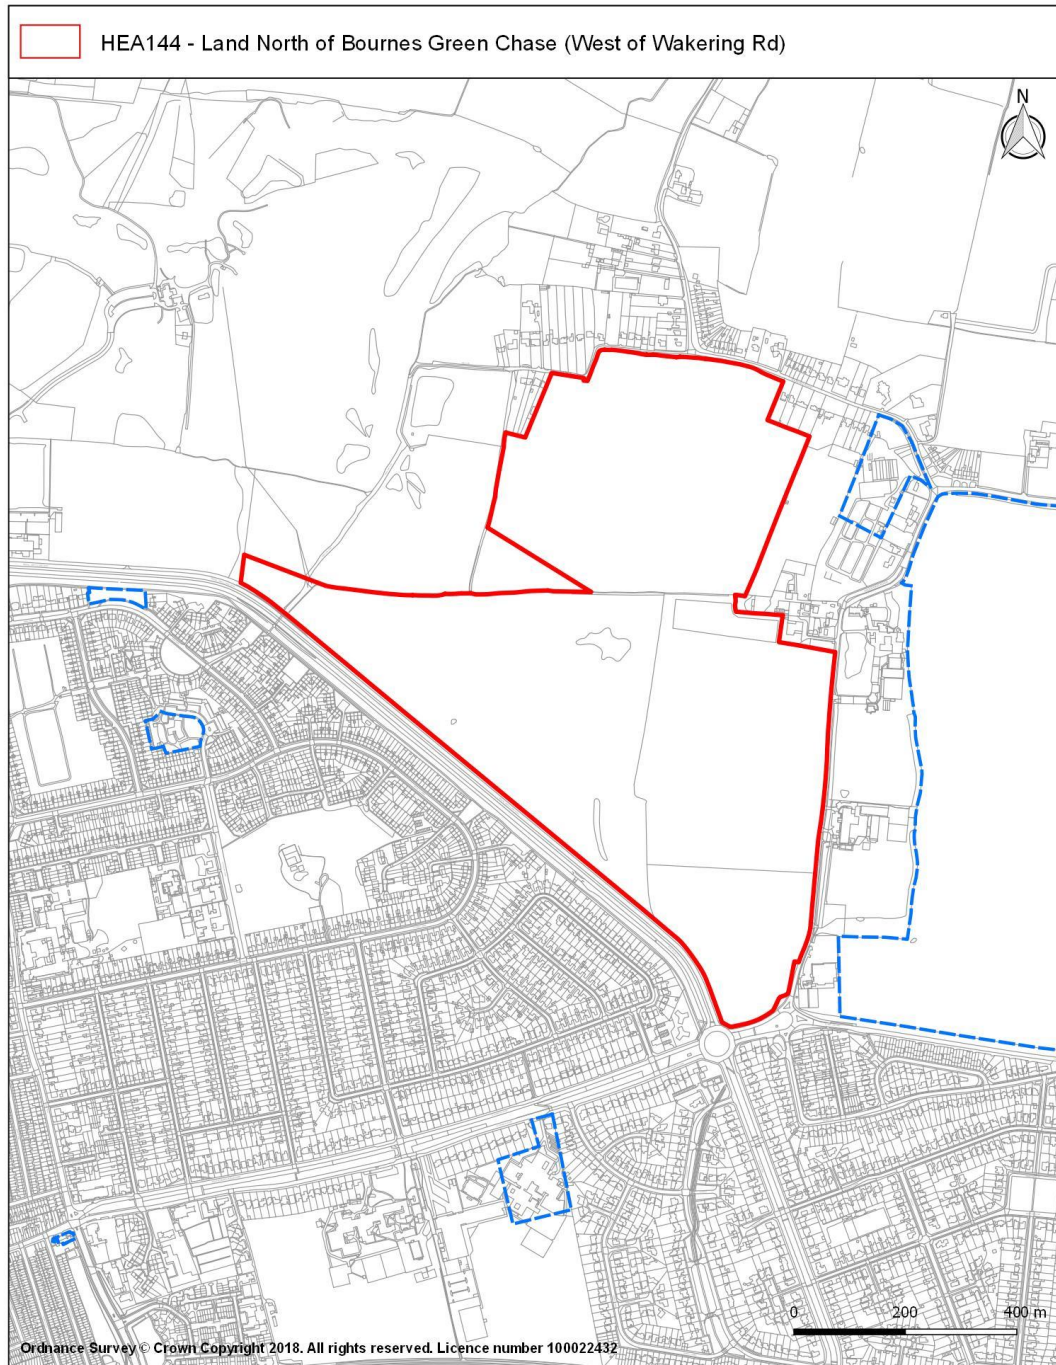 HEA144 - Land North of Bournes Green Chase (West of Wakering Rd)
N
0 200 400 m
Ordnance Survey © Crown Copyright 2018. All rights reserved. Licence number 100022432